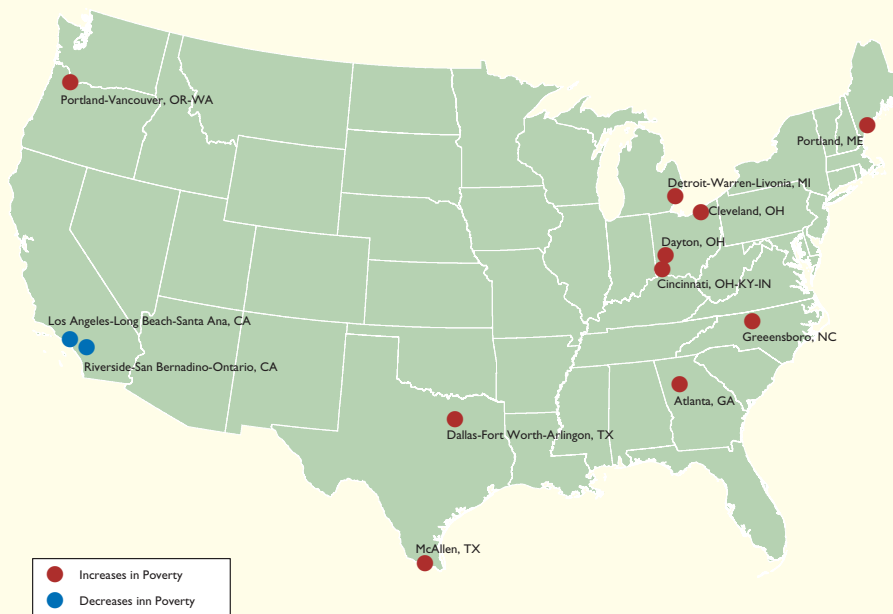 Portland-Vancouver, OR-WA
Portland, ME
Detroit-Warren-Livonia, MI
Cleveland, OH
Dayton, OH
Cincinnati, OH-KY-IN
Los Angeles-Long Beach-Santa Ana, CA
Greeensboro, NC
Riverside-San Bernadino-Ontario, CA
Atlanta, GA
Dallas-Fort Worth-Arlingon, TX
McAllen, TX
Increases in Poverty
Decreases inn Poverty